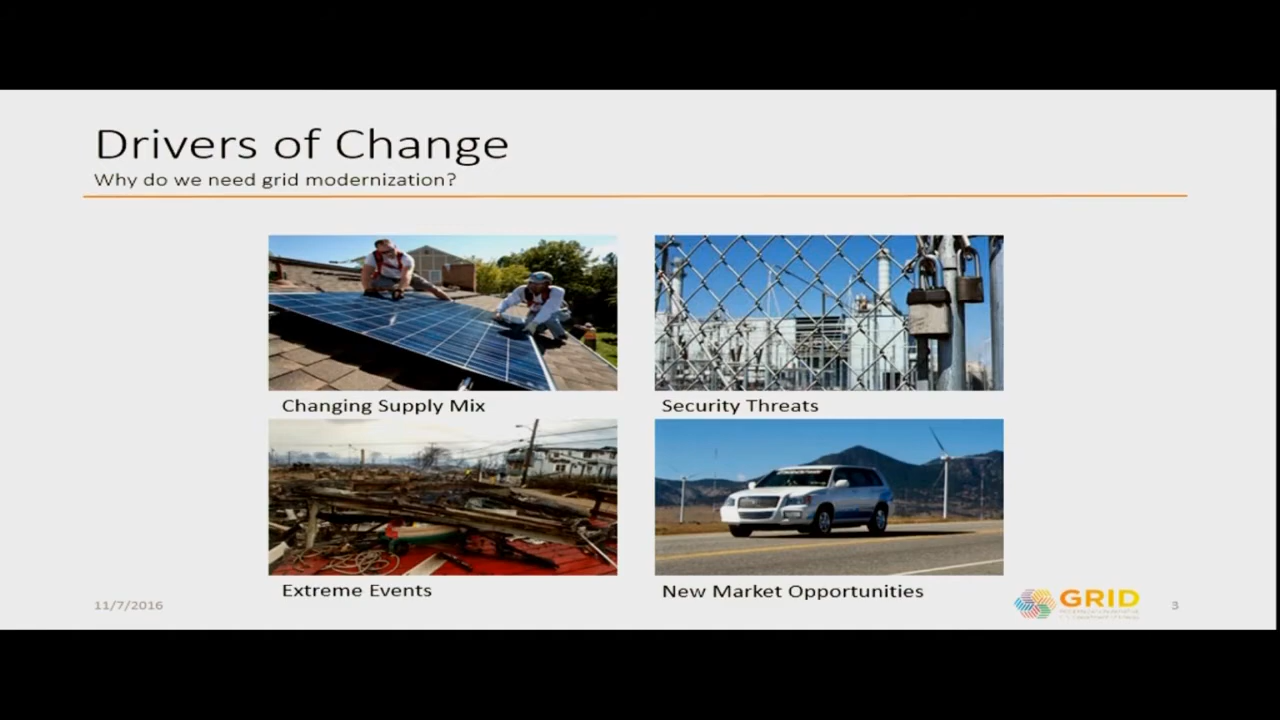 Drivers of Change
Why do we need grid modernization?
Changing Supply Mix
Security Threats
Extreme Events
New Market Opportunities
11/7/2016
GRID
3